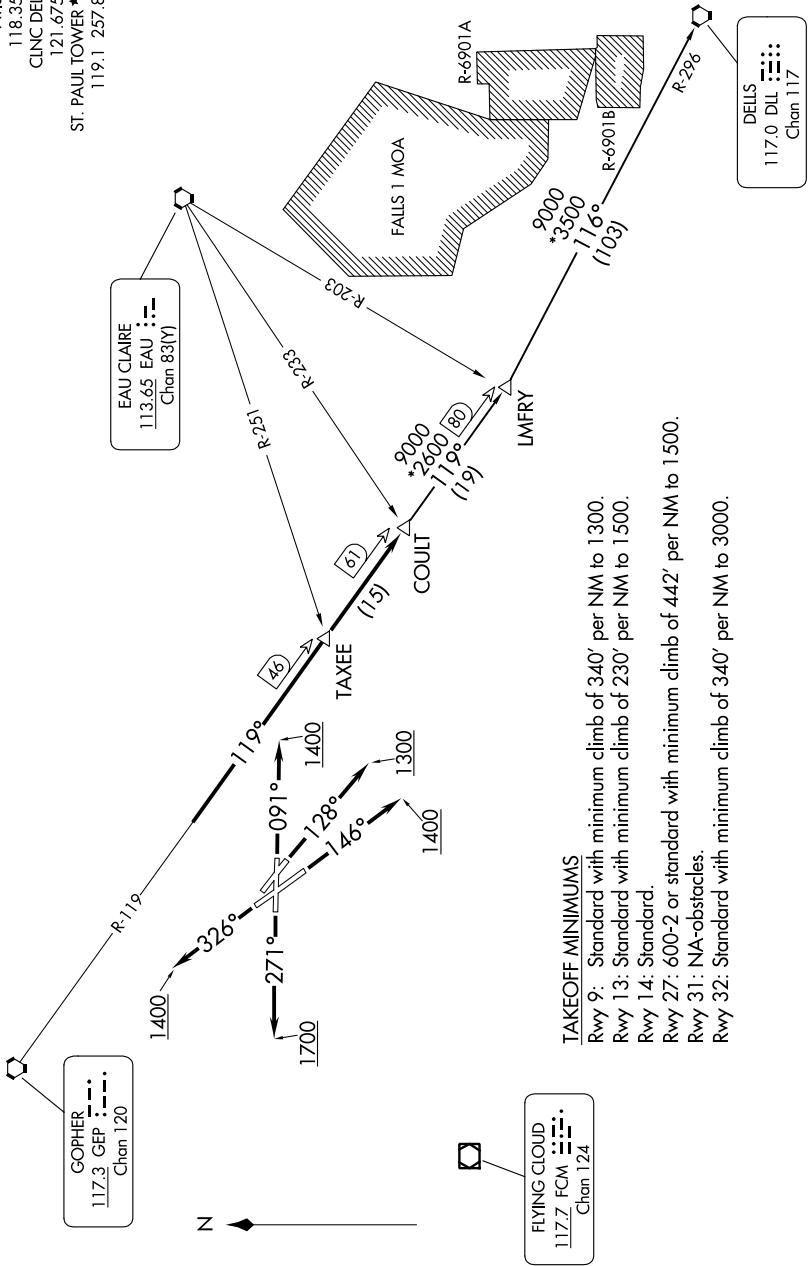 118.35
CLNC DEL
121.675
ST. PAUL TOWER★
119.1 257.8
R-6901A
FALLS 1 MOA
R-6901B
R-296
DELLS
117.0 DLL
Chan 117
EAU CLAIRE
113.65 EAU
Chan 83(Y)
R-203
R-233
R-251
9000
*3500
116°
(103)
80
LMFRY
9000
*2600
119°
(19)
61
COULT
(15)
46
TAXEE
119°
R-119
091°
1400
128°
1300
146°
1400
326°
1400
271°
1700
GOPHER
117.3 GEP
Chan 120
N
FLYING CLOUD
117.7 FCM
Chan 124
TAKEOFF MINIMUMS
Rwy 9: Standard with minimum climb of 340' per NM to 1300.
Rwy 13: Standard with minimum climb of 230' per NM to 1500.
Rwy 14: Standard.
Rwy 27: 600-2 or standard with minimum climb of 442' per NM to 1500.
Rwy 31: NA-obstacles.
Rwy 32: Standard with minimum climb of 340' per NM to 3000.